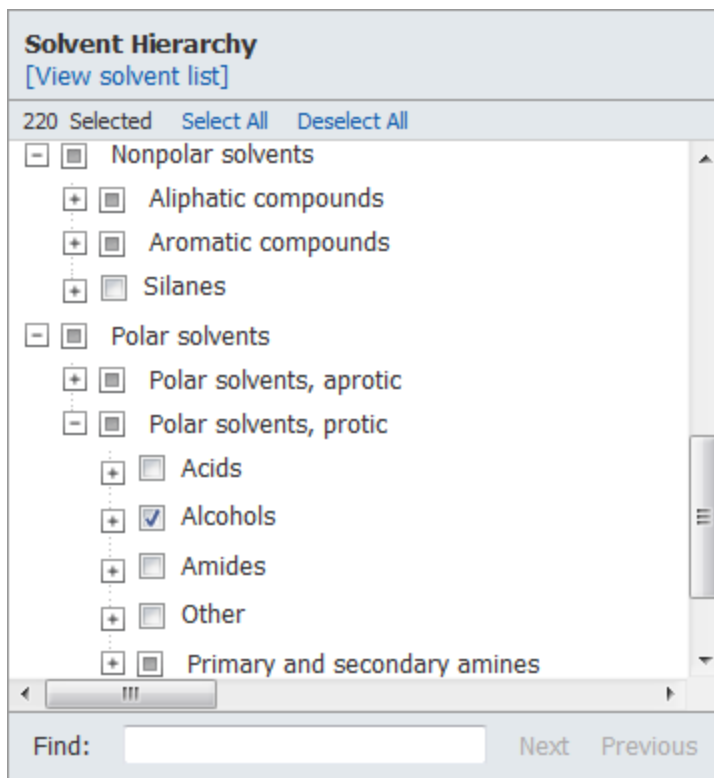 Solvent Hierarchy
[View solvent list]
220 Selected Select All Deselect All
Nonpolar solvents
Aliphatic compounds
Aromatic compounds
Silanes
Polar solvents
Polar solvents, aprotic
Polar solvents, protic
Acids
Alcohols
Amides
Other
Primary and secondary amines
Find: Next Previous